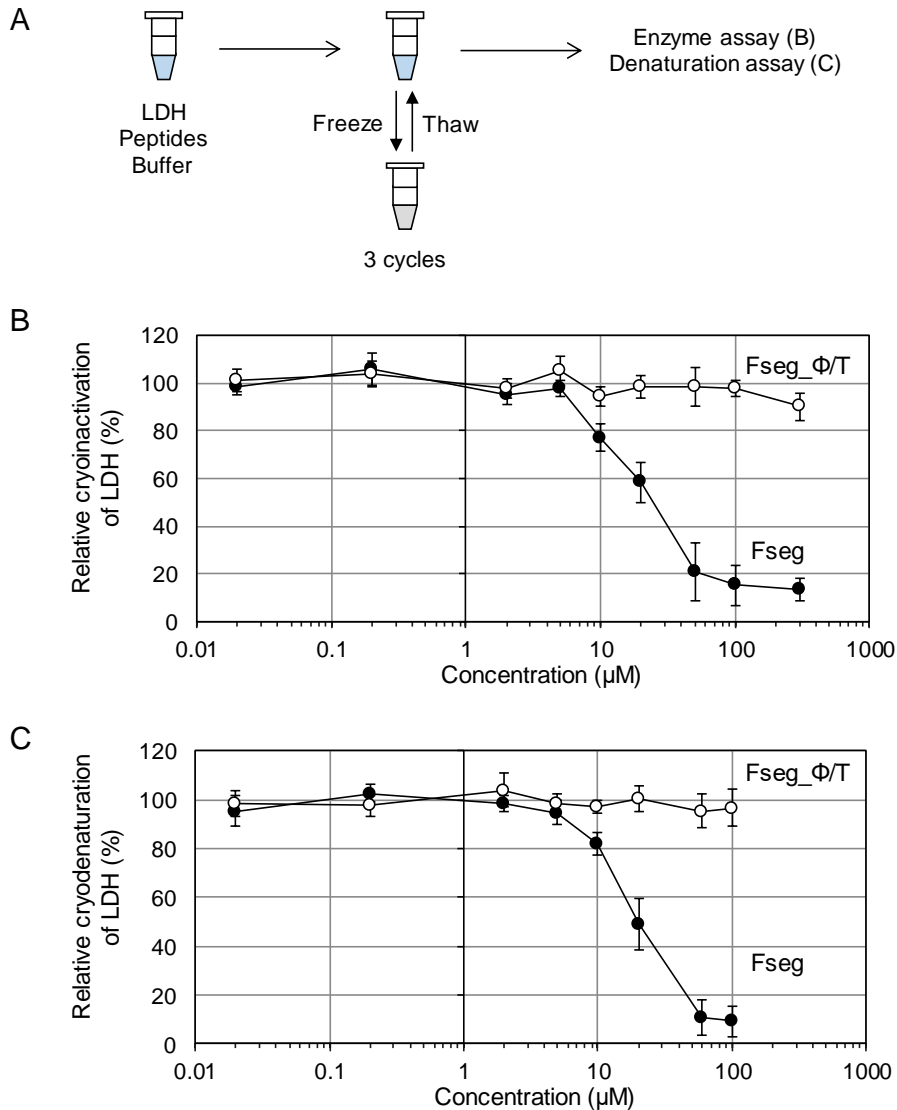 A
LDH
Peptides
Buffer
Freeze
Thaw
3 cycles
Enzyme assay (B)
Denaturation assay (C)
B
Relative cryoinactivation
of LDH (%)
120
100
80
60
40
20
0
Fseg_Φ/T
Fseg
0.01
0.1
1
10
100
1000
Concentration (µM)
C
Relative cryodenaturation
of LDH (%)
120
100
80
60
40
20
0
Fseg_Φ/T
Fseg
0.01
0.1
1
10
100
1000
Concentration (µM)